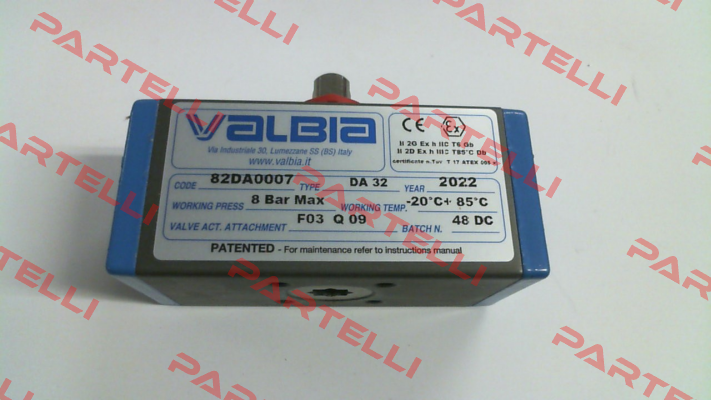 VALBIA
Via Industriale 30, Lumezzane SS (BS) Italy
www.valbia.it
CE Ex
II 2G Ex h IIC T6 Gb
II 2D Ex h IIIC T85°C Db
CODE 82DA0007 TYPE DA 32 YEAR 2022
WORKING PRESS 8 Bar Max WORKING TEMP. -20°C+ 85°C
VALVE ACT. ATTACHMENT F03 Q 09 BATCH N. 48 DC
PATENTED - For maintenance refer to instructions manual
PARTELLI
PARTELLI
PARTELLI
PARTELLI
PARTELLI
PARTELLI